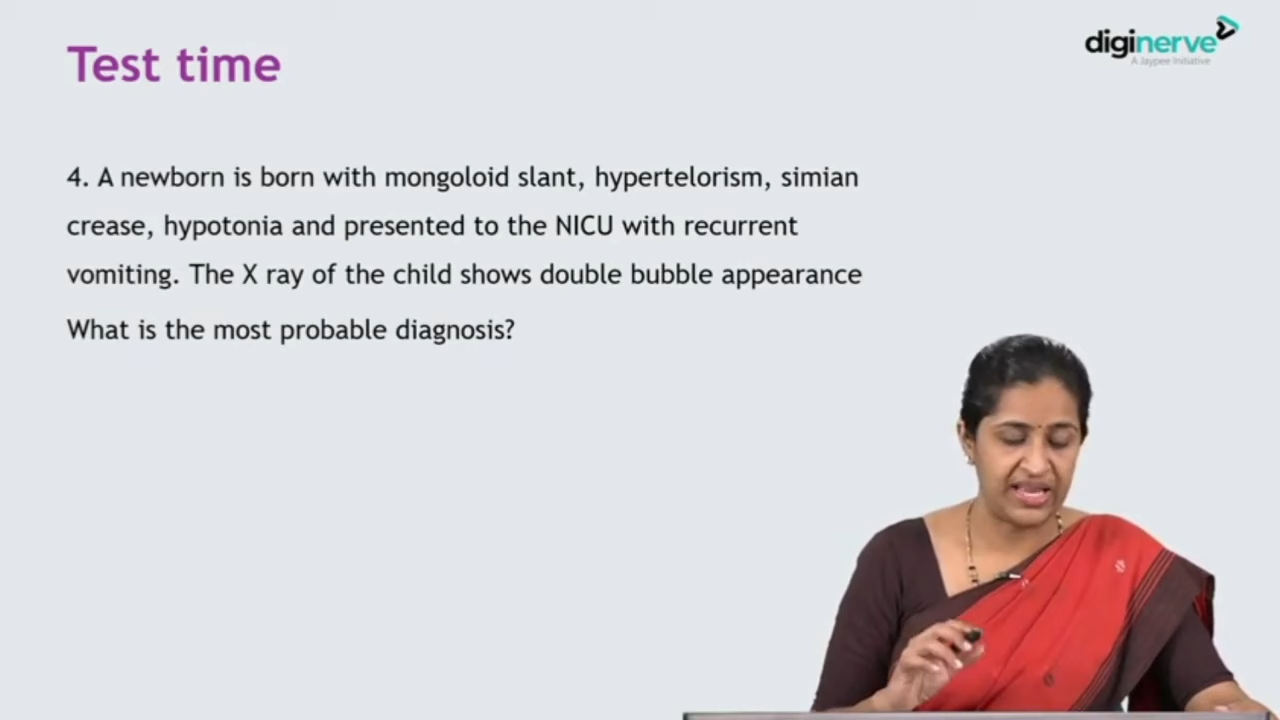 Test time
diginerve
A Jaypee Initiative
4. A newborn is born with mongoloid slant, hypertelorism, simian
crease, hypotonia and presented to the NICU with recurrent
vomiting. The X ray of the child shows double bubble appearance
What is the most probable diagnosis?